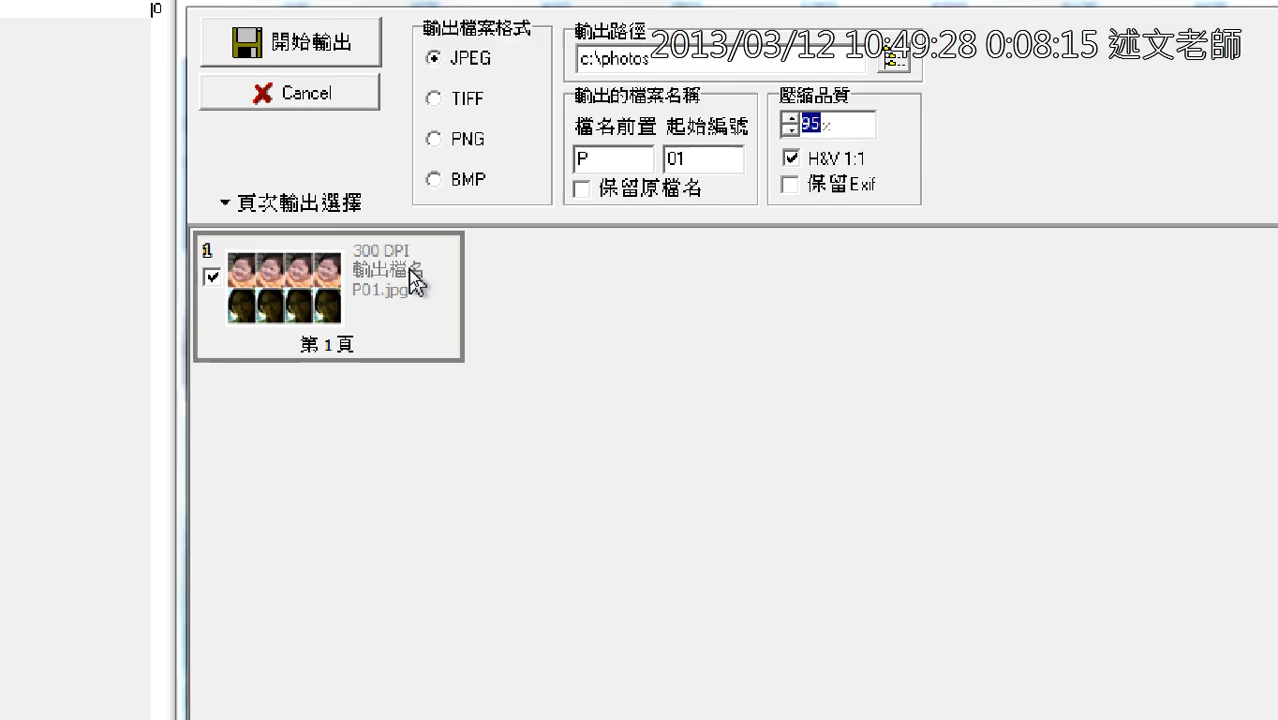 0
開始輸出
Cancel
頁次輸出選擇
輸出檔案格式
JPEG
TIFF
PNG
BMP
輸出路徑
c:\photos
2013/03/12 10:49:28 0:08:15 述文老師
輸出的檔案名稱
檔名前置 起始編號
P 01
保留原檔名
壓縮品質
95%
H&V 1:1
保留Exif
1
300 DPI
輸出檔名
P01.jpg
第 1 頁